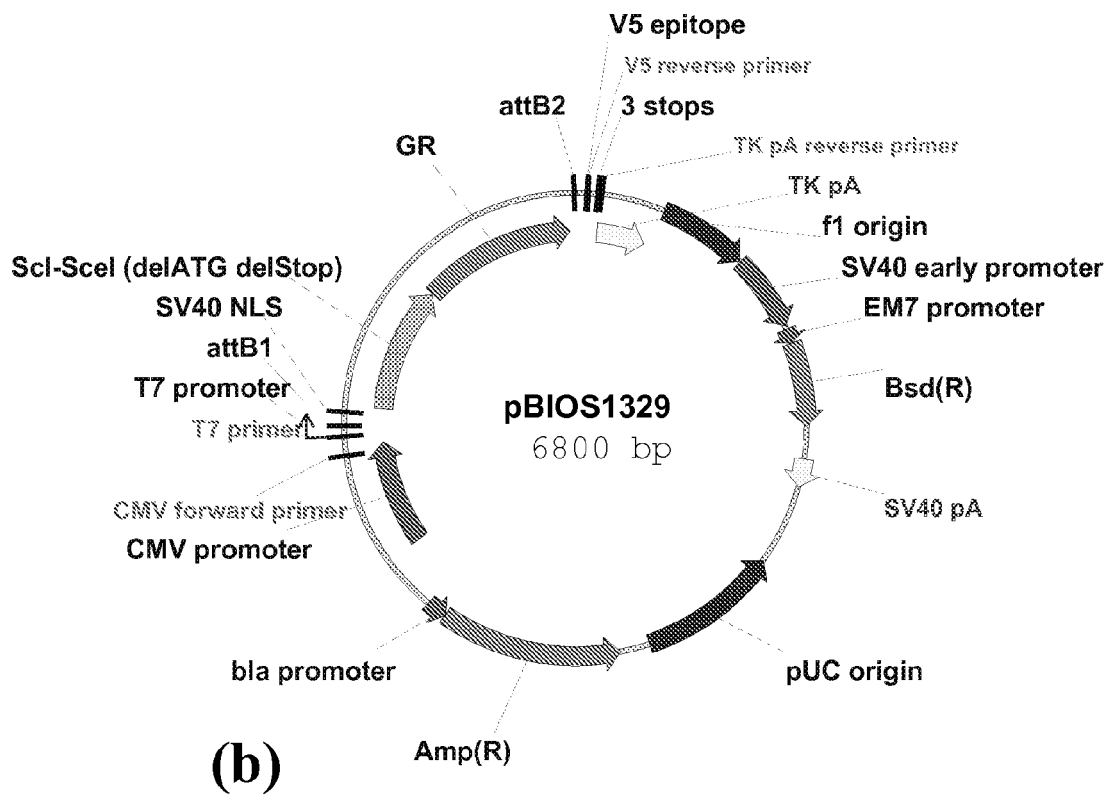 V5 epitope
V5 reverse primer
attB2
3 stops
GR
TK pA reverse primer
TK pA
f1 origin
SceI-SceI (delATG delStop)
SV40 early promoter
SV40 NLS
EM7 promoter
attB1
T7 promoter
Bsd(R)
T7 primer
pBIOS1329
6800 bp
CMV forward primer
SV40 pA
CMV promoter
bla promoter
pUC origin
Amp(R)
(b)